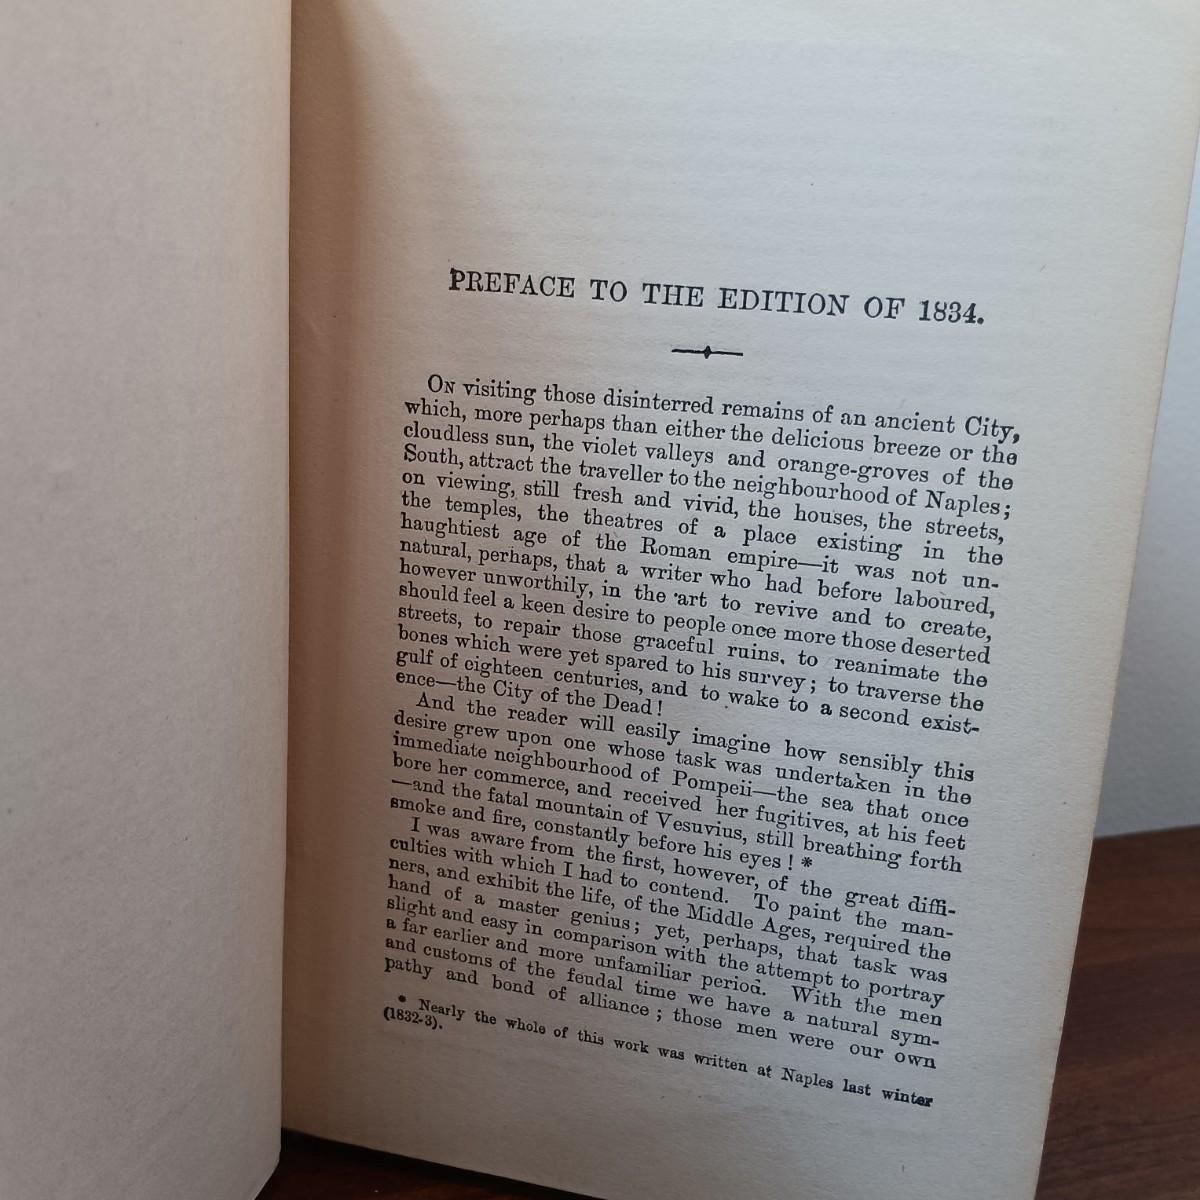 PREFACE TO THE EDITION OF 1834.
On visiting those disinterred remains of an ancient City,
which, more perhaps than either the delicious breeze or the
cloudless sun, the violet valleys and orange-groves of the
South, attract the traveller to the neighbourhood of Naples;
on viewing, still fresh and vivid, the houses, the streets,
the temples, the theatres of a place existing in the
haughtiest age of the Roman empire—it was not un-
natural, perhaps, that a writer who had before laboured,
however unworthily, in the art to revive and to create,
should feel a keen desire to people once more those deserted
streets, to repair those graceful ruins, to reanimate the
bones which were yet spared to his survey; to traverse the
gulf of eighteen centuries, and to wake to a second exist-
ence—the City of the Dead!
And the reader will easily imagine how sensibly this
desire grew upon one whose task was undertaken in the
immediate neighbourhood of Pompeii—the sea that once
bore her commerce, and received her fugitives, at his feet
—and the fatal mountain of Vesuvius, still breathing forth
smoke and fire, constantly before his eyes! *
I was aware from the first, however, of the great diffi-
culties with which I had to contend. To paint the man-
ners, and exhibit the life, of the Middle Ages, required the
hand of a master genius; yet, perhaps, that task was
slight and easy in comparison with the attempt to portray
a far earlier and more unfamiliar period. With the men
and customs of the feudal time we have a natural sym-
pathy and bond of alliance; those men were our own
* Nearly the whole of this work was written at Naples last winter
(1832-3).